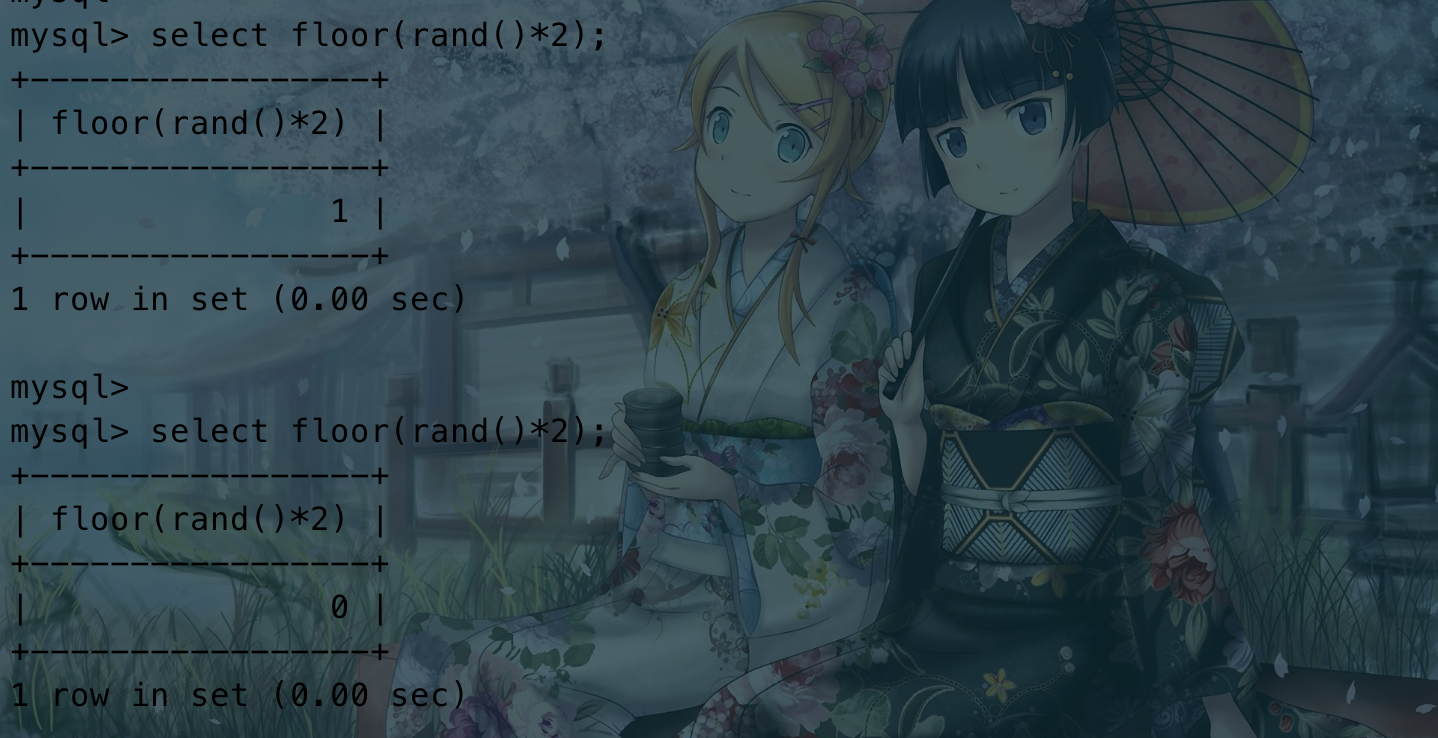 mysql>
mysql> select floor(rand()*2);
+-----------------+
| floor(rand()*2) |
+-----------------+
|               1 |
+-----------------+
1 row in set (0.00 sec)
mysql>
mysql> select floor(rand()*2);
+-----------------+
| floor(rand()*2) |
+-----------------+
|               0 |
+-----------------+
1 row in set (0.00 sec)